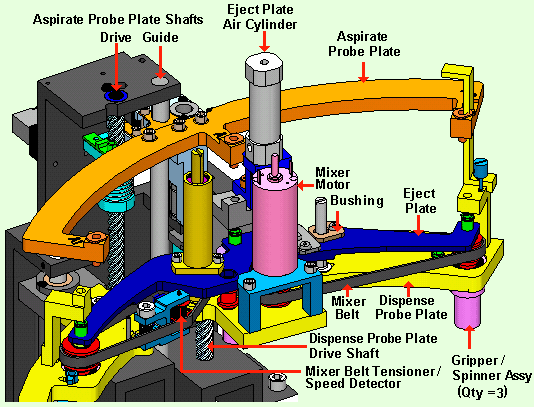 Aspirate Probe Plate Shafts
Drive
Guide
Eject Plate
Air Cylinder
Aspirate
Probe Plate
Mixer
Motor
Bushing
Eject
Plate
Mixer
Belt
Dispense
Probe Plate
Dispense Probe Plate
Drive Shaft
Mixer Belt Tensioner/
Speed Detector
Gripper/
Spinner Assy
(Qty =3)